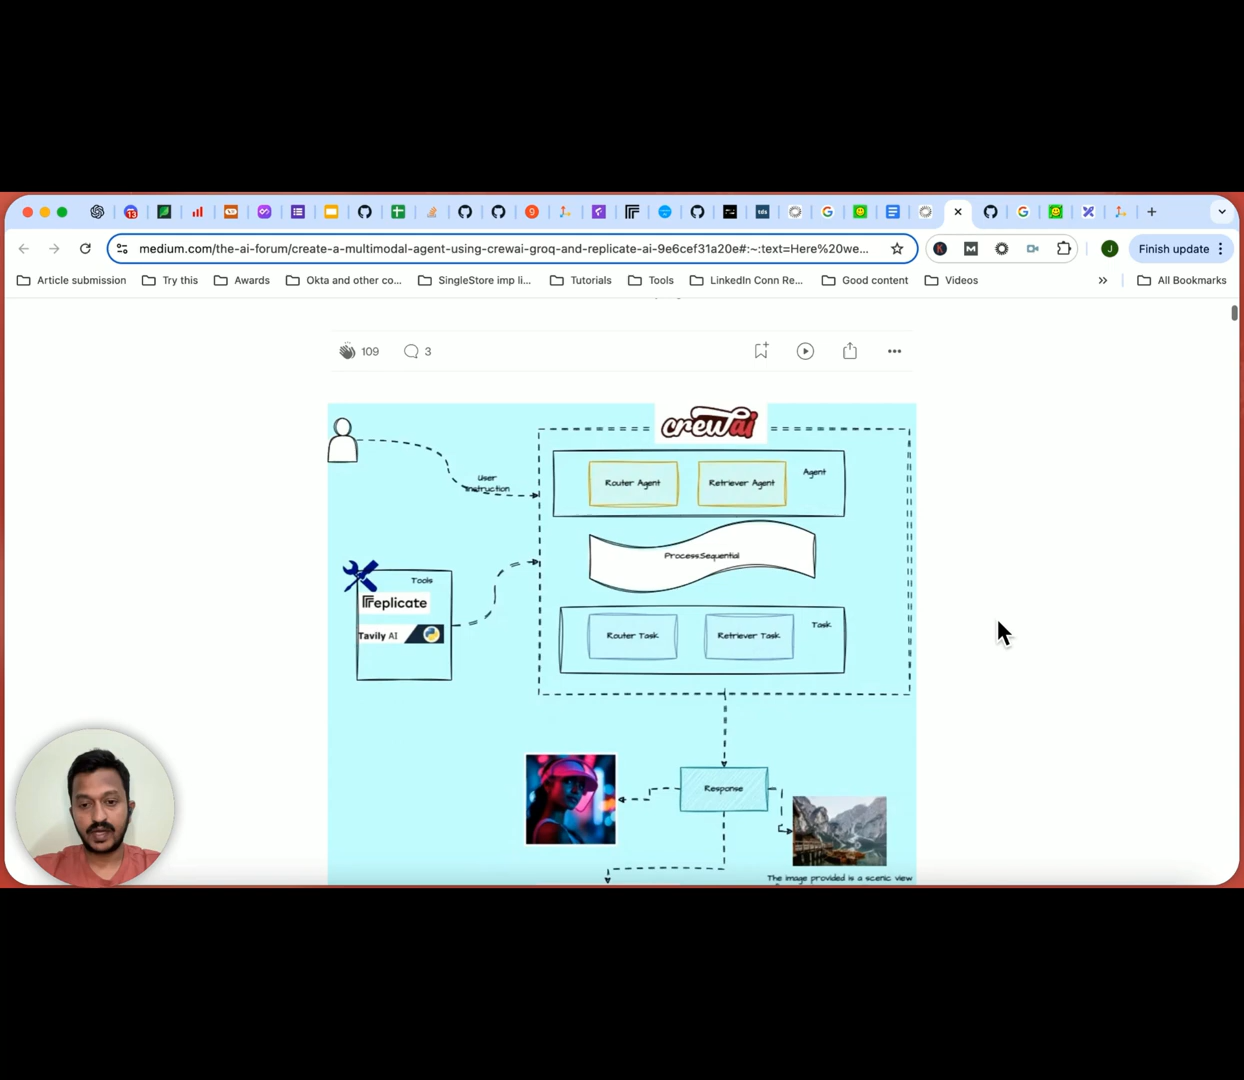 13
9
tds
medium.com/the-ai-forum/create-a-multimodal-agent-using-crewai-groq-and-replicate-ai-9e6cef31a20e#:~:text=Here%20we...
J
Finish update
Article submission
Try this
Awards
Okta and other co...
SingleStore imp li...
Tutorials
Tools
LinkedIn Conn Re...
Good content
Videos
»
All Bookmarks
109
3
crewai
User
Instruction
Router Agent
Retriever Agent
Agent
Process.Sequential
Tools
replicate
Tavily AI
Router Task
Retriever Task
Task
Response
The image provided is a scenic view